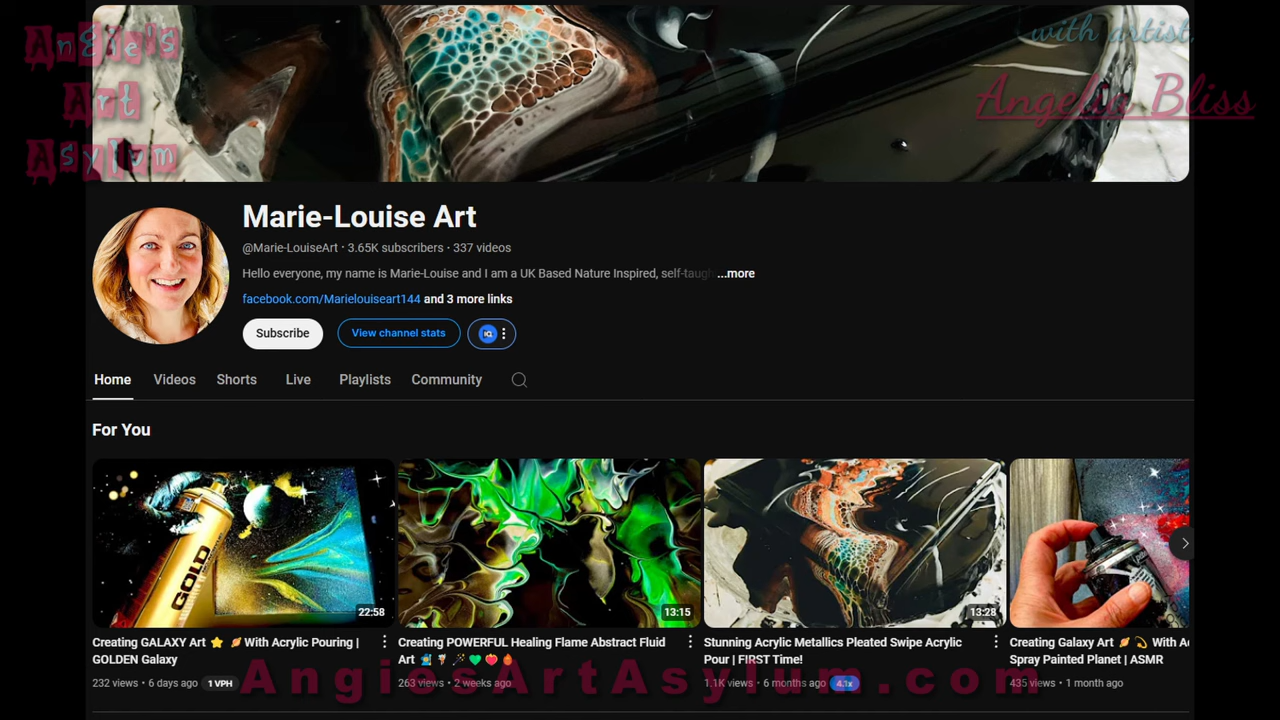 Angie's
Art
Asylum
with artist,
Angelia Bliss
Marie-Louise Art
@Marie-LouiseArt · 3.65K subscribers · 337 videos
Hello everyone, my name is Marie-Louise and I am a UK Based Nature Inspired, self-taugh ...more
facebook.com/Marielouiseart144 and 3 more links
Subscribe
View channel stats
IQ
Home Videos Shorts Live Playlists Community
For You
GOLD
22:58
13:15
13:28
Creating GALAXY Art ⭐ 🪐 With Acrylic Pouring |
GOLDEN Galaxy
232 views • 6 days ago 1 VPH
Creating POWERFUL Healing Flame Abstract Fluid
Art
263 views • 2 weeks ago
Stunning Acrylic Metallics Pleated Swipe Acrylic
Pour | FIRST Time!
1.1K views • 6 months ago 4.1x
Creating Galaxy Art 🪐 💫 With Ac
Spray Painted Planet | ASMR
435 views • 1 month ago
AngiesArtAsylum.com